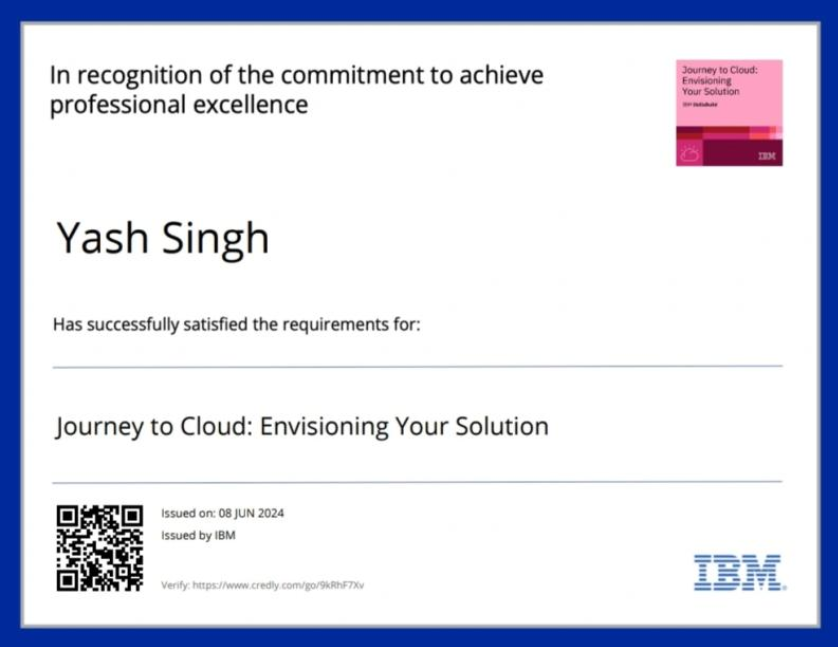 In recognition of the commitment to achieve
professional excellence
Journey to Cloud:
Envisioning
Your Solution
IBM SkillsBuild
IBM
Yash Singh
Has successfully satisfied the requirements for:
Journey to Cloud: Envisioning Your Solution
Issued on: 08 JUN 2024
Issued by IBM
Verify: https://www.credly.com/go/9kRhF7Xv
IBM.